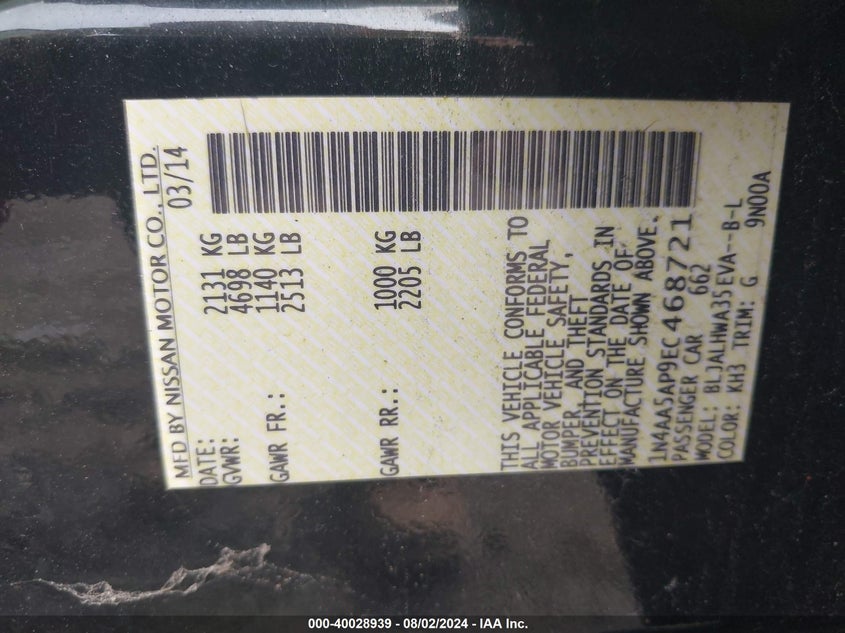 MFD BY NISSAN MOTOR CO., LTD.
DATE: 03/14
GVWR: 2131 KG
4698 LB
GAWR FR.: 1140 KG
2513 LB
GAWR RR.: 1000 KG
2205 LB
THIS VEHICLE CONFORMS TO
ALL APPLICABLE FEDERAL
MOTOR VEHICLE SAFETY,
BUMPER AND THEFT
PREVENTION STANDARDS IN
EFFECT ON THE DATE OF
MANUFACTURE SHOWN ABOVE.
1N4AA5AP9EC468721
PASSENGER CAR 662
MODEL: BLJALHWA35EVA--B-L
COLOR: KH3 TRIM: G 9N00A
000-40028939 - 08/02/2024 - IAA Inc.